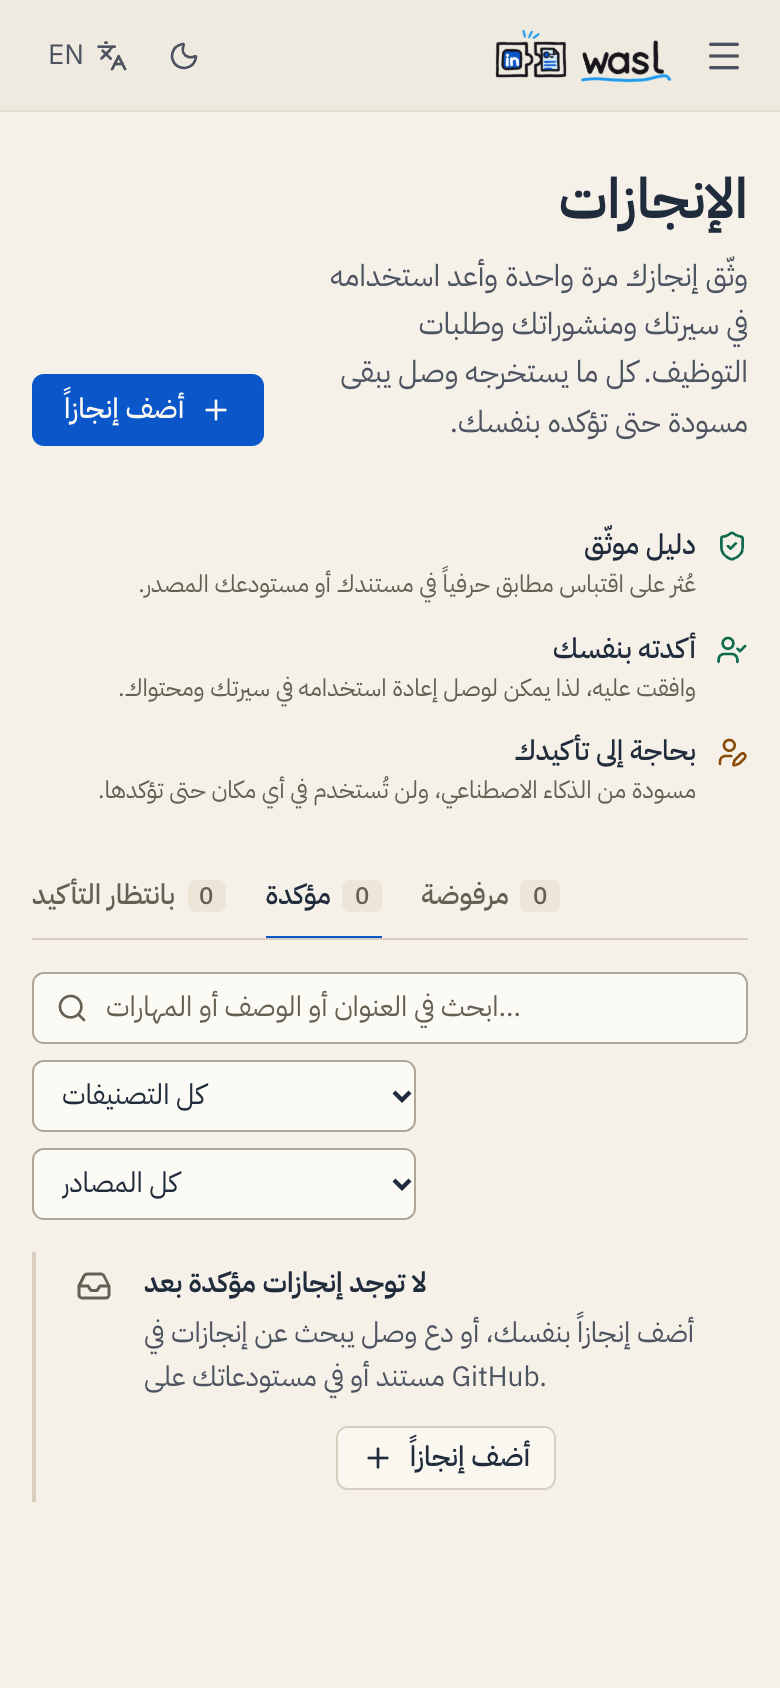 wasl
EN
الإنجازات
وثّق إنجازك مرة واحدة وأعد استخدامه
في سيرتك ومنشوراتك وطلبات
التوظيف. كل ما يستخرجه وصل يبقى
مسودة حتى تؤكده بنفسك.
أضف إنجازاً
دليل موثّق
عُثر على اقتباس مطابق حرفياً في مستندك أو مستودعك المصدر.
أكدته بنفسك
وافقت عليه، لذا يمكن لوصل إعادة استخدامه في سيرتك ومحتواك.
بحاجة إلى تأكيدك
مسودة من الذكاء الاصطناعي، ولن تُستخدم في أي مكان حتى تؤكدها.
بانتظار التأكيد 0 مؤكدة 0 مرفوضة 0
ابحث في العنوان أو الوصف أو المهارات...
كل التصنيفات
كل المصادر
لا توجد إنجازات مؤكدة بعد
أضف إنجازاً بنفسك، أو دع وصل يبحث عن إنجازات في
مستند أو في مستودعاتك على GitHub.
أضف إنجازاً